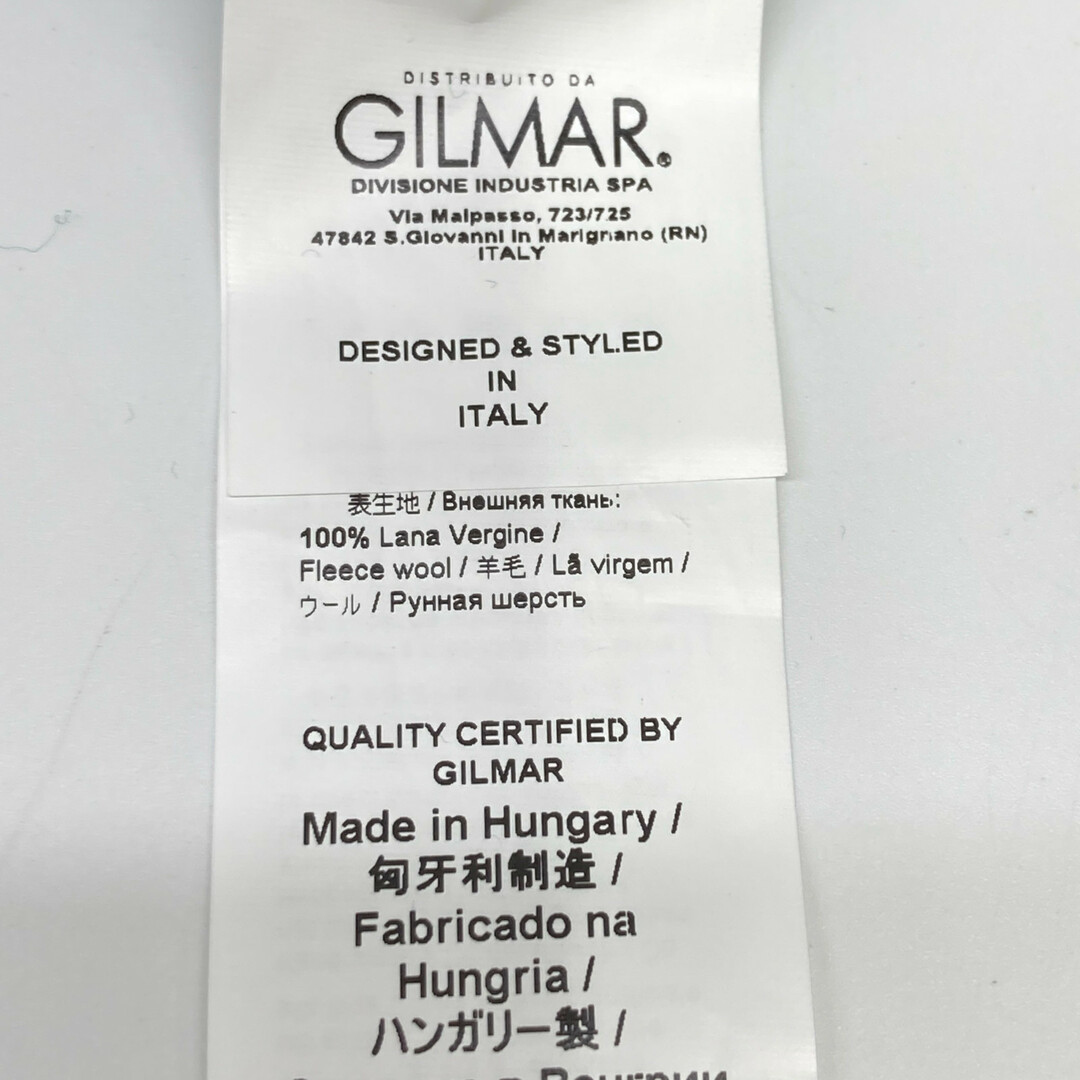 DISTRIBUITO DA
GILMAR®
DIVISIONE INDUSTRIA SPA
Via Malpasso, 723/725
47842 S.Giovanni in Marignano (RN)
ITALY
DESIGNED & STYLED
IN
ITALY
表生地 / Внешняя ткань:
100% Lana Vergine /
Fleece wool / 羊毛 / Lã virgem /
ウール / Рунная шерсть
QUALITY CERTIFIED BY
GILMAR
Made in Hungary /
匈牙利制造 /
Fabricado na
Hungria /
ハンガリー製 /